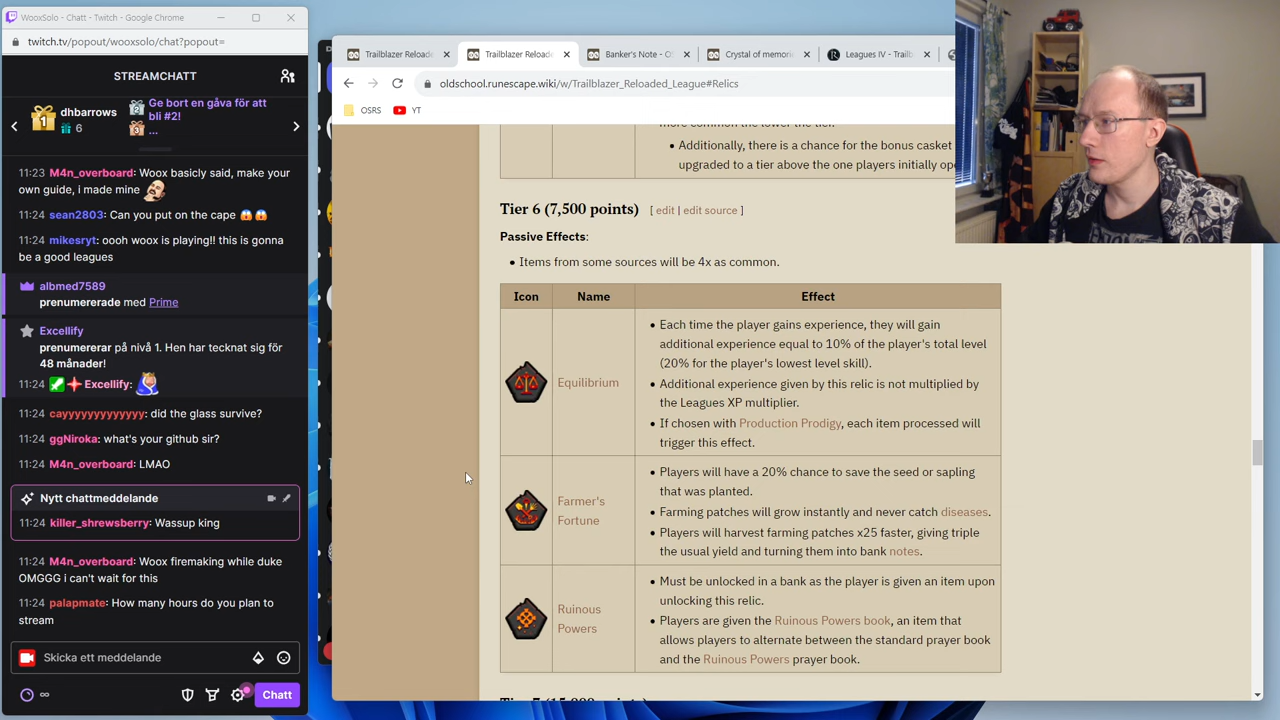 WooxSolo - Chatt - Twitch - Google Chrome
twitch.tv/popout/wooxsolo/chat?popout=
STREAMCHATT
dhbarrows
6
Ge bort en gåva för att
bli #2!
...
11:23 M4n_overboard: Woox basicly said, make your
own guide, i made mine
11:24 sean2803: Can you put on the cape
11:24 mikesryt: oooh woox is playing!! this is gonna
be a good leagues
albmed7589
prenumererade med Prime
Excellify
prenumererar på nivå 1. Hen har tecknat sig för
48 månader!
11:24 Excellify:
11:24 cayyyyyyyyyyyyy: did the glass survive?
11:24 ggNiroka: what's your github sir?
11:24 M4n_overboard: LMAO
Nytt chattmeddelande
11:24 killer_shrewsberry: Wassup king
11:24 M4n_overboard: Woox firemaking while duke
OMGGG i can't wait for this
11:24 palapmate: How many hours do you plan to
stream
Skicka ett meddelande
Chatt
Trailblazer Reloade
Trailblazer Reload
Banker's Note - O
Crystal of memorie
Leagues IV - Trailb
oldschool.runescape.wiki/w/Trailblazer_Reloaded_League#Relics
OSRS
YT
more common the lower the tier.
Additionally, there is a chance for the bonus casket
upgraded to a tier above the one players initially ope
Tier 6 (7,500 points) [ edit | edit source ]
Passive Effects:
Items from some sources will be 4x as common.
Icon Name Effect
Equilibrium
Each time the player gains experience, they will gain
additional experience equal to 10% of the player's total level
(20% for the player's lowest level skill).
Additional experience given by this relic is not multiplied by
the Leagues XP multiplier.
If chosen with Production Prodigy, each item processed will
trigger this effect.
Farmer's
Fortune
Players will have a 20% chance to save the seed or sapling
that was planted.
Farming patches will grow instantly and never catch diseases.
Players will harvest farming patches x25 faster, giving triple
the usual yield and turning them into bank notes.
Ruinous
Powers
Must be unlocked in a bank as the player is given an item upon
unlocking this relic.
Players are given the Ruinous Powers book, an item that
allows players to alternate between the standard prayer book
and the Ruinous Powers prayer book.